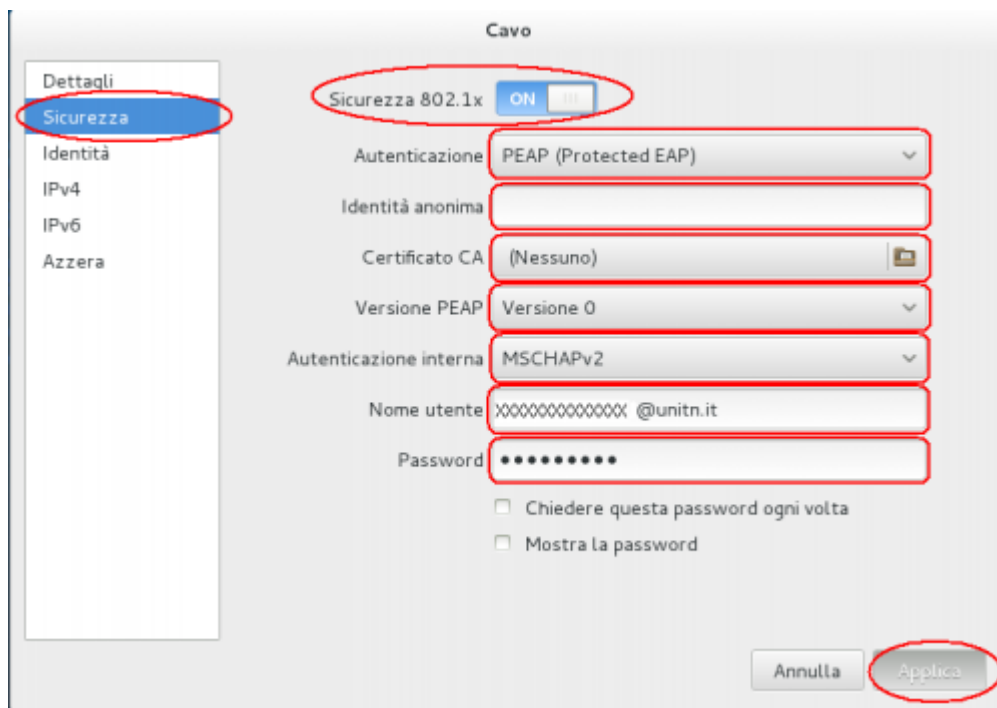 Cavo
Dettagli
Sicurezza
Identità
IPv4
IPv6
Azzera
Sicurezza 802.1x ON
Autenticazione PEAP (Protected EAP)
Identità anonima
Certificato CA (Nessuno)
Versione PEAP Versione 0
Autenticazione interna MSCHAPv2
Nome utente XXXXXXXXXXXXX @unitn.it
Password •••••••••
Chiedere questa password ogni volta
Mostra la password
Annulla Applica